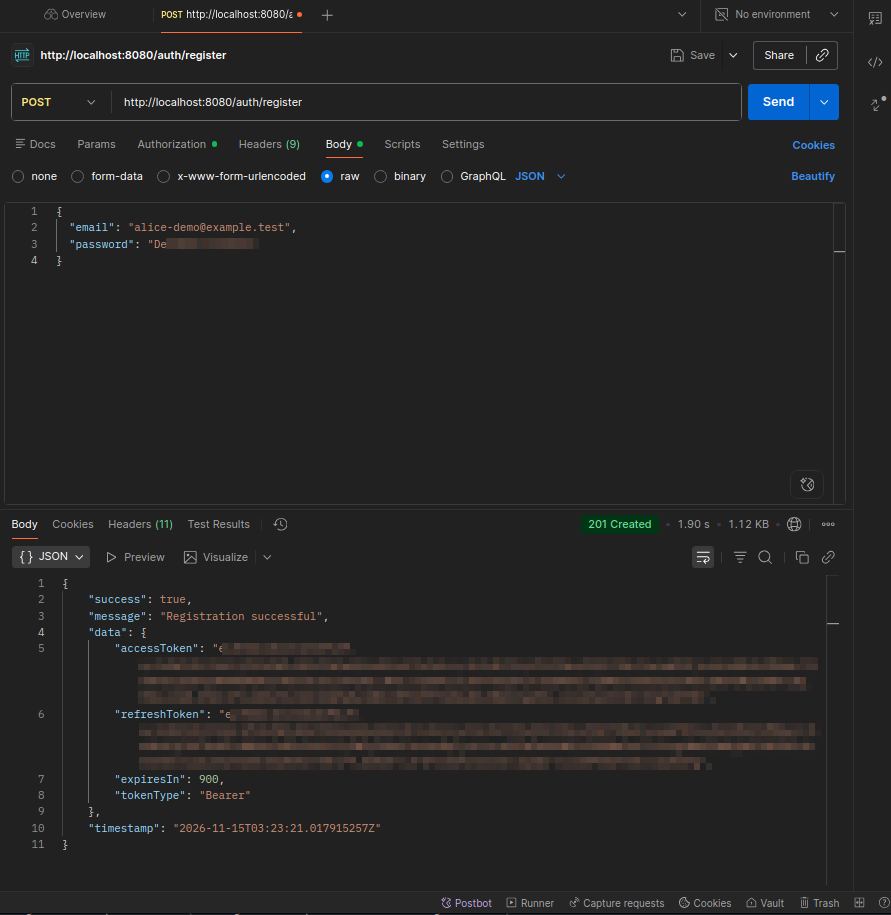 Overview
POST http://localhost:8080/a
No environment
HTTP http://localhost:8080/auth/register
Save
Share
POST
http://localhost:8080/auth/register
Send
Docs Params Authorization Headers (9) Body Scripts Settings
Cookies
none form-data x-www-form-urlencoded raw binary GraphQL JSON
Beautify
1 {
2 "email": "alice-demo@example.test",
3 "password": "De
4 }
Body Cookies Headers (11) Test Results
201 Created • 1.90 s • 1.12 KB •
{} JSON Preview Visualize
1 {
2 "success": true,
3 "message": "Registration successful",
4 "data": {
5 "accessToken": "e
6 "refreshToken": "e
7 "expiresIn": 900,
8 "tokenType": "Bearer"
9 },
10 "timestamp": "2026-11-15T03:23:21.017915257Z"
11 }
Postbot Runner Capture requests Cookies Vault Trash